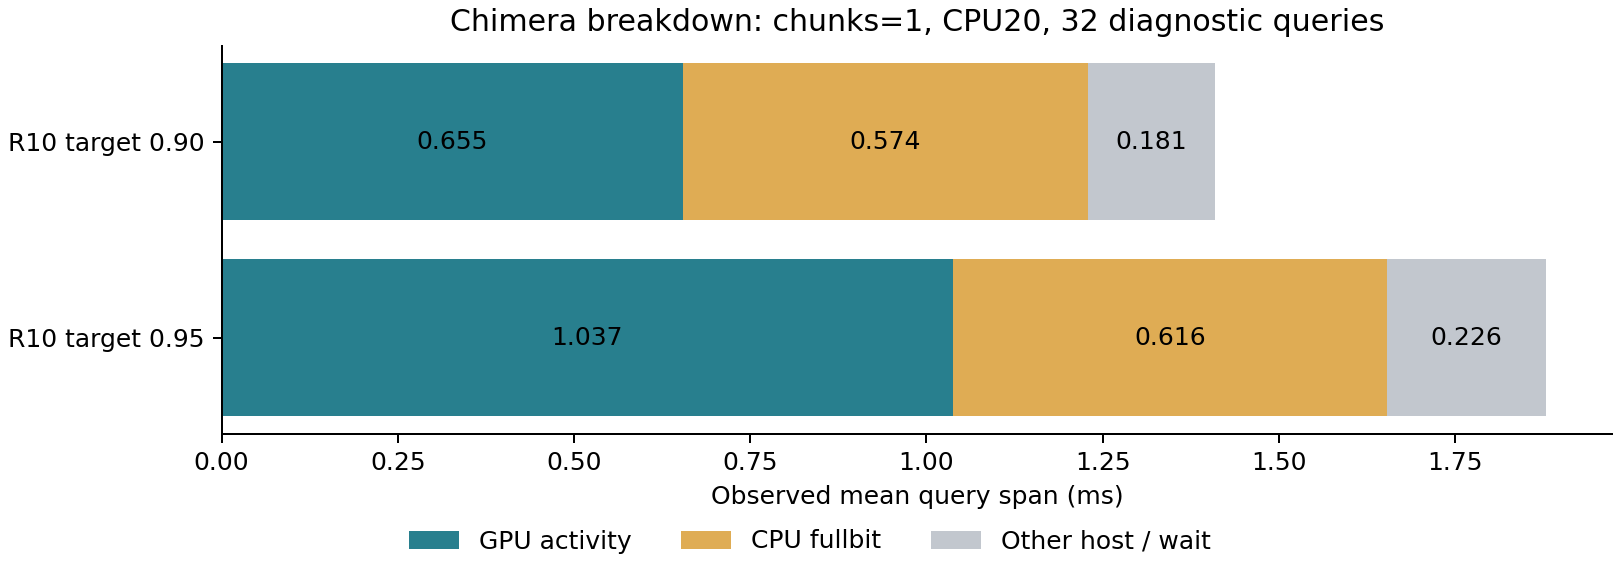 Chimera breakdown: chunks=1, CPU20, 32 diagnostic queries
R10 target 0.90
0.655
0.574
0.181
R10 target 0.95
1.037
0.616
0.226
0.00 0.25 0.50 0.75 1.00 1.25 1.50 1.75
Observed mean query span (ms)
GPU activity CPU fullbit Other host / wait